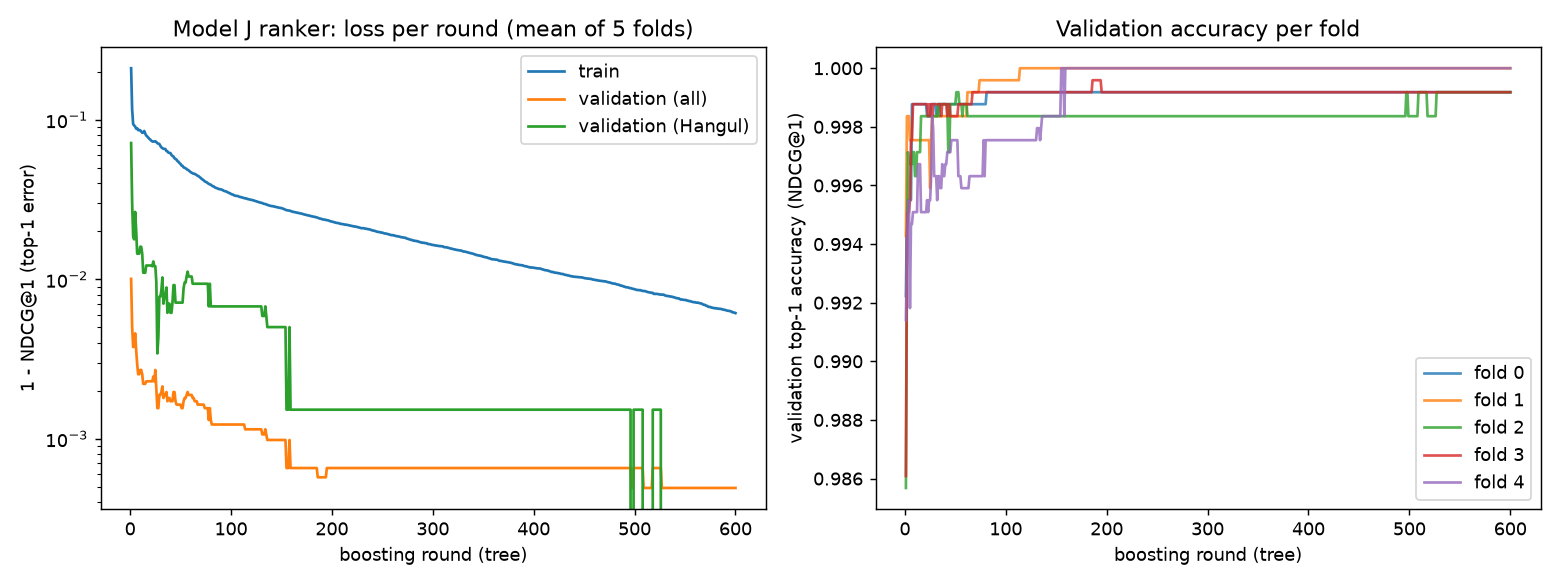 Model J ranker: loss per round (mean of 5 folds)
1 - NDCG@1 (top-1 error)
10⁻¹
10⁻²
10⁻³
train
validation (all)
validation (Hangul)
0 100 200 300 400 500 600
boosting round (tree)
Validation accuracy per fold
validation top-1 accuracy (NDCG@1)
1.000
0.998
0.996
0.994
0.992
0.990
0.988
0.986
fold 0
fold 1
fold 2
fold 3
fold 4
0 100 200 300 400 500 600
boosting round (tree)